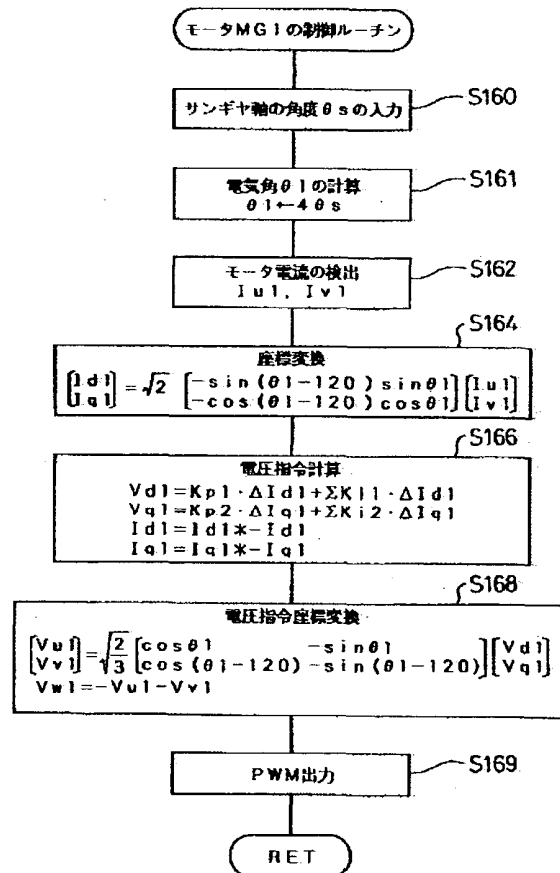 モータMG1の制御ルーチン
サンギヤ軸の角度θsの入力
S160
電気角θ1の計算
θ1←4θs
S161
モータ電流の検出
Iu1, Iv1
S162
S164
座標変換
[Id1 Iq1] = √2 [-sin(θ1-120) sinθ1 -cos(θ1-120) cosθ1] [Iu1 Iv1]
S166
電圧指令計算
Vd1=Kp1・ΔId1+ΣKi1・ΔId1
Vq1=Kp2・ΔIq1+ΣKi2・ΔIq1
Id1=Id1*-Id1
Iq1=Iq1*-Iq1
S168
電圧指令座標変換
[Vu1 Vv1] = √2/3 [cosθ1 -sinθ1 cos(θ1-120) -sin(θ1-120)] [Vd1 Vq1]
Vw1=-Vu1-Vv1
PWM出力
S169
RET